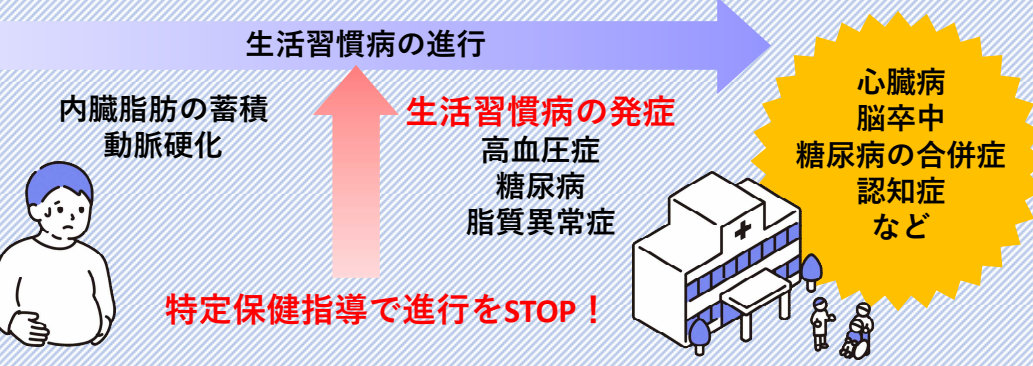 生活習慣病の進行
内臓脂肪の蓄積
動脈硬化
生活習慣病の発症
高血圧症
糖尿病
脂質異常症
心臓病
脳卒中
糖尿病の合併症
認知症
など
特定保健指導で進行をSTOP！